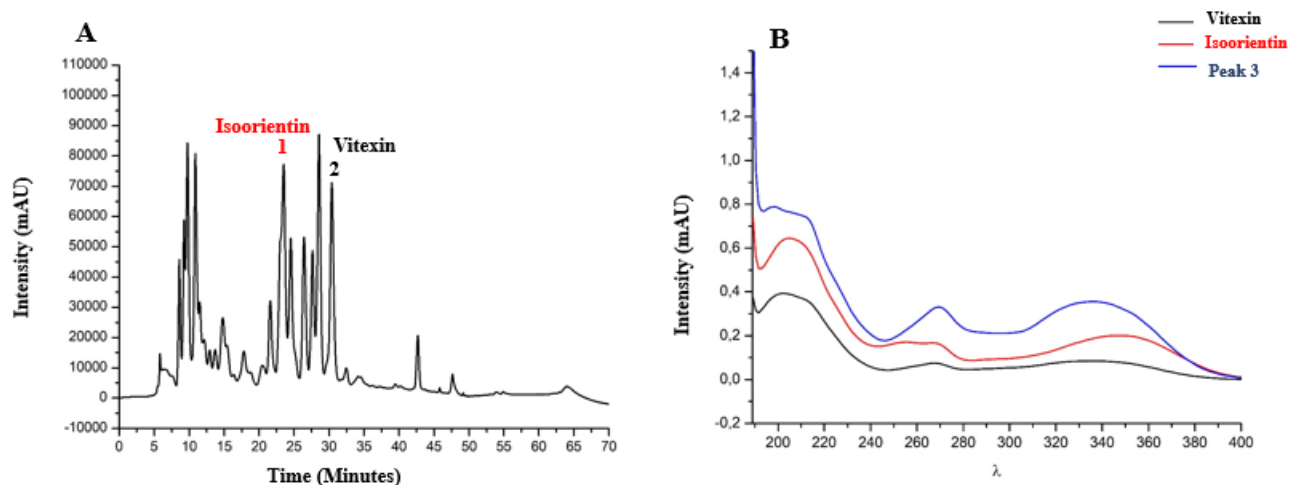 A
Intensity (mAU)
110000
100000
90000
80000
70000
60000
50000
40000
30000
20000
10000
0
-10000
Isoorientin
1
Vitexin
2
0 5 10 15 20 25 30 35 40 45 50 55 60 65 70
Time (Minutes)
B
Vitexin
Isoorientin
Peak 3
Intensity (mAU)
1,4
1,2
1,0
0,8
0,6
0,4
0,2
0,0
-0,2
200 220 240 260 280 300 320 340 360 380 400
λ